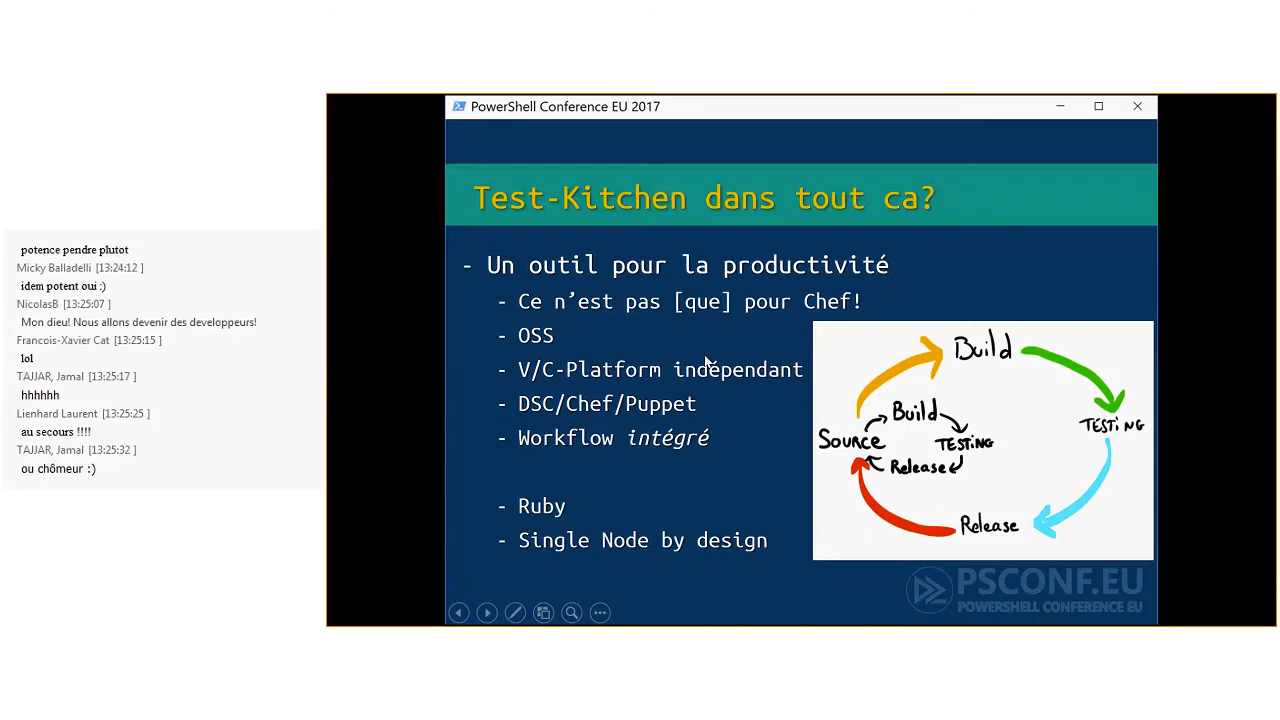 potence pendre plutot
Micky Balladelli [13:24:12 ]
idem potent oui :)
NicolasB [13:25:07 ]
Mon dieu! Nous allons devenir des developpeurs!
Francois-Xavier Cat [13:25:15 ]
lol
TAJJAR, Jamal [13:25:17 ]
hhhhhh
Lienhard Laurent [13:25:25 ]
au secours !!!!
TAJJAR, Jamal [13:25:32 ]
ou chômeur :)
PowerShell Conference EU 2017
Test-Kitchen dans tout ca?
- Un outil pour la productivité
- Ce n’est pas [que] pour Chef!
- OSS
- V/C-Platform indépendant
- DSC/Chef/Puppet
- Workflow intégré
- Ruby
- Single Node by design
Build
Build
TESTING
Source
TESTING
Release
Release
PSCONF.EU
POWERSHELL CONFERENCE EU